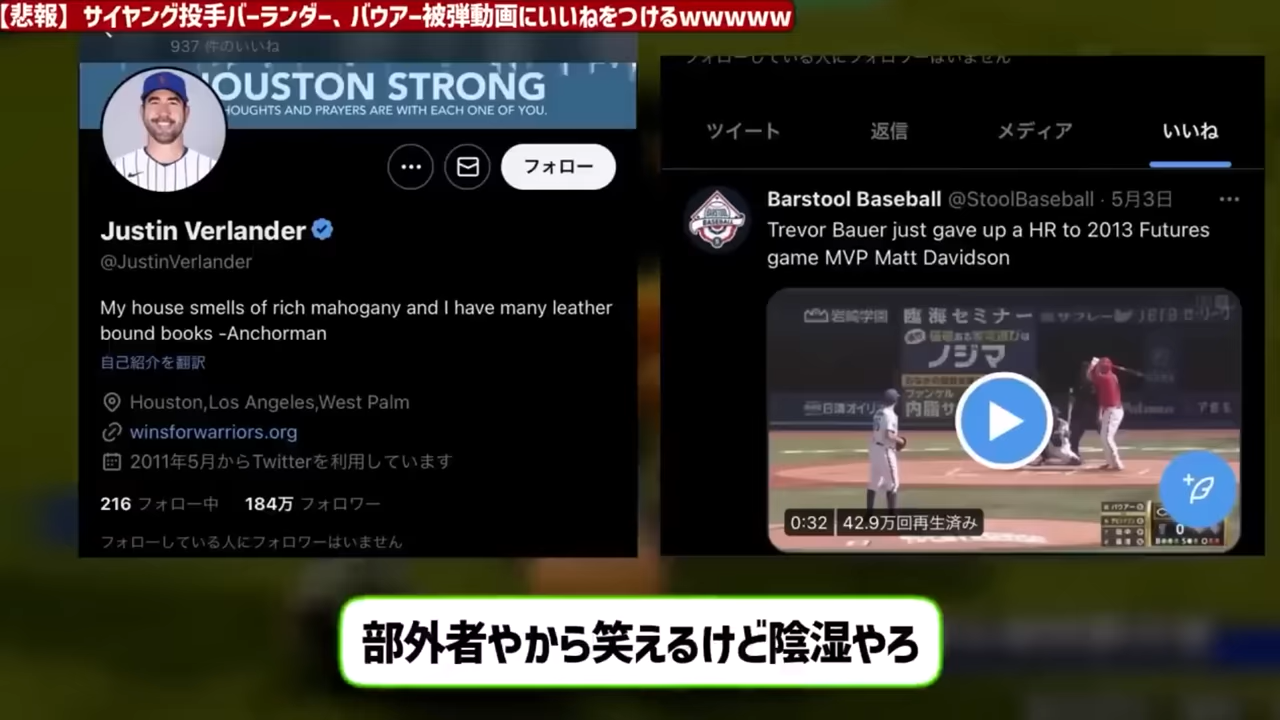 【悲報】サイヤング投手バーランダー、バウアー被弾動画にいいねをつけるwwwww
937 件のいいね
HOUSTON STRONG
THOUGHTS AND PRAYERS ARE WITH EACH ONE OF YOU.
フォロー
Justin Verlander
@JustinVerlander
My house smells of rich mahogany and I have many leather
bound books -Anchorman
自己紹介を翻訳
Houston,Los Angeles,West Palm
winsforwarriors.org
2011年5月からTwitterを利用しています
216 フォロー中 184万 フォロワー
フォローしている人にフォロワーはいません
フォローしている人にフォロワーはいません
ツイート 返信 メディア いいね
Barstool Baseball @StoolBaseball · 5月3日
Trevor Bauer just gave up a HR to 2013 Futures
game MVP Matt Davidson
岩崎学園 臨海セミナー
ノジマ
ファンケル
0:32 42.9万回再生済み
部外者やから笑えるけど陰湿やろ